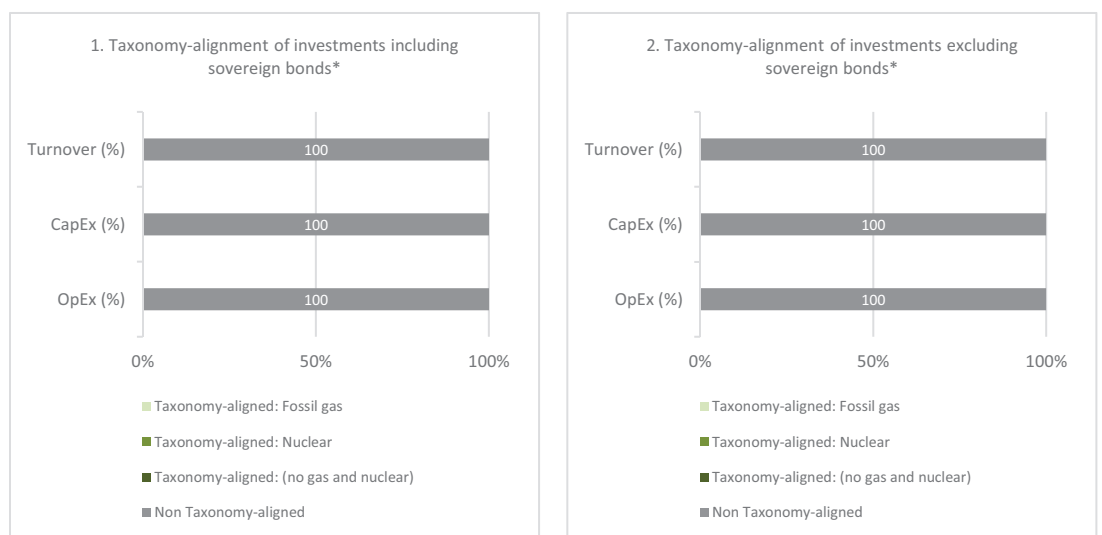 1. Taxonomy-alignment of investments including
sovereign bonds*
Turnover (%)
100
CapEx (%)
100
OpEx (%)
100
0%
50%
100%
Taxonomy-aligned: Fossil gas
Taxonomy-aligned: Nuclear
Taxonomy-aligned: (no gas and nuclear)
Non Taxonomy-aligned
2. Taxonomy-alignment of investments excluding
sovereign bonds*
Turnover (%)
100
CapEx (%)
100
OpEx (%)
100
0%
50%
100%
Taxonomy-aligned: Fossil gas
Taxonomy-aligned: Nuclear
Taxonomy-aligned: (no gas and nuclear)
Non Taxonomy-aligned